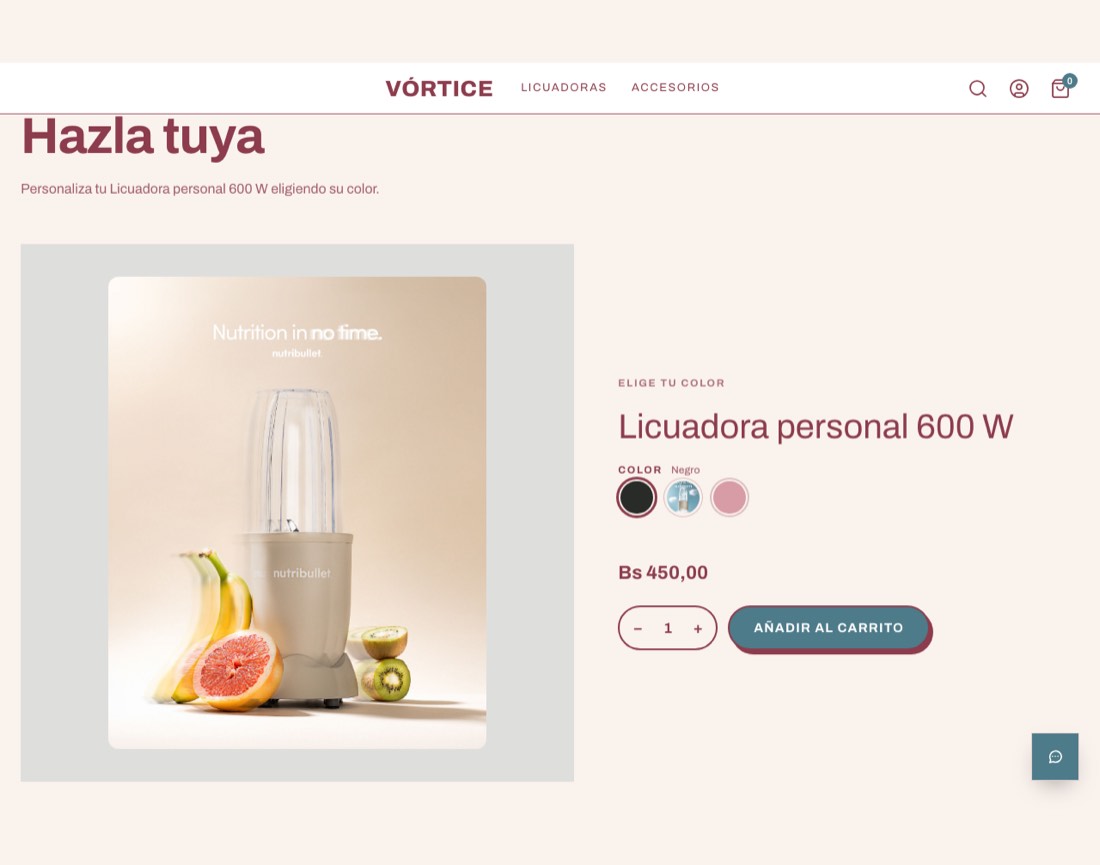 VÓRTICE
LICUADORAS
ACCESORIOS
0
Hazla tuya
Personaliza tu Licuadora personal 600 W eligiendo su color.
Nutrition in no time.
nutribullet
nutribullet
ELIGE TU COLOR
Licuadora personal 600 W
COLOR Negro
Bs 450,00
− 1 +
AÑADIR AL CARRITO